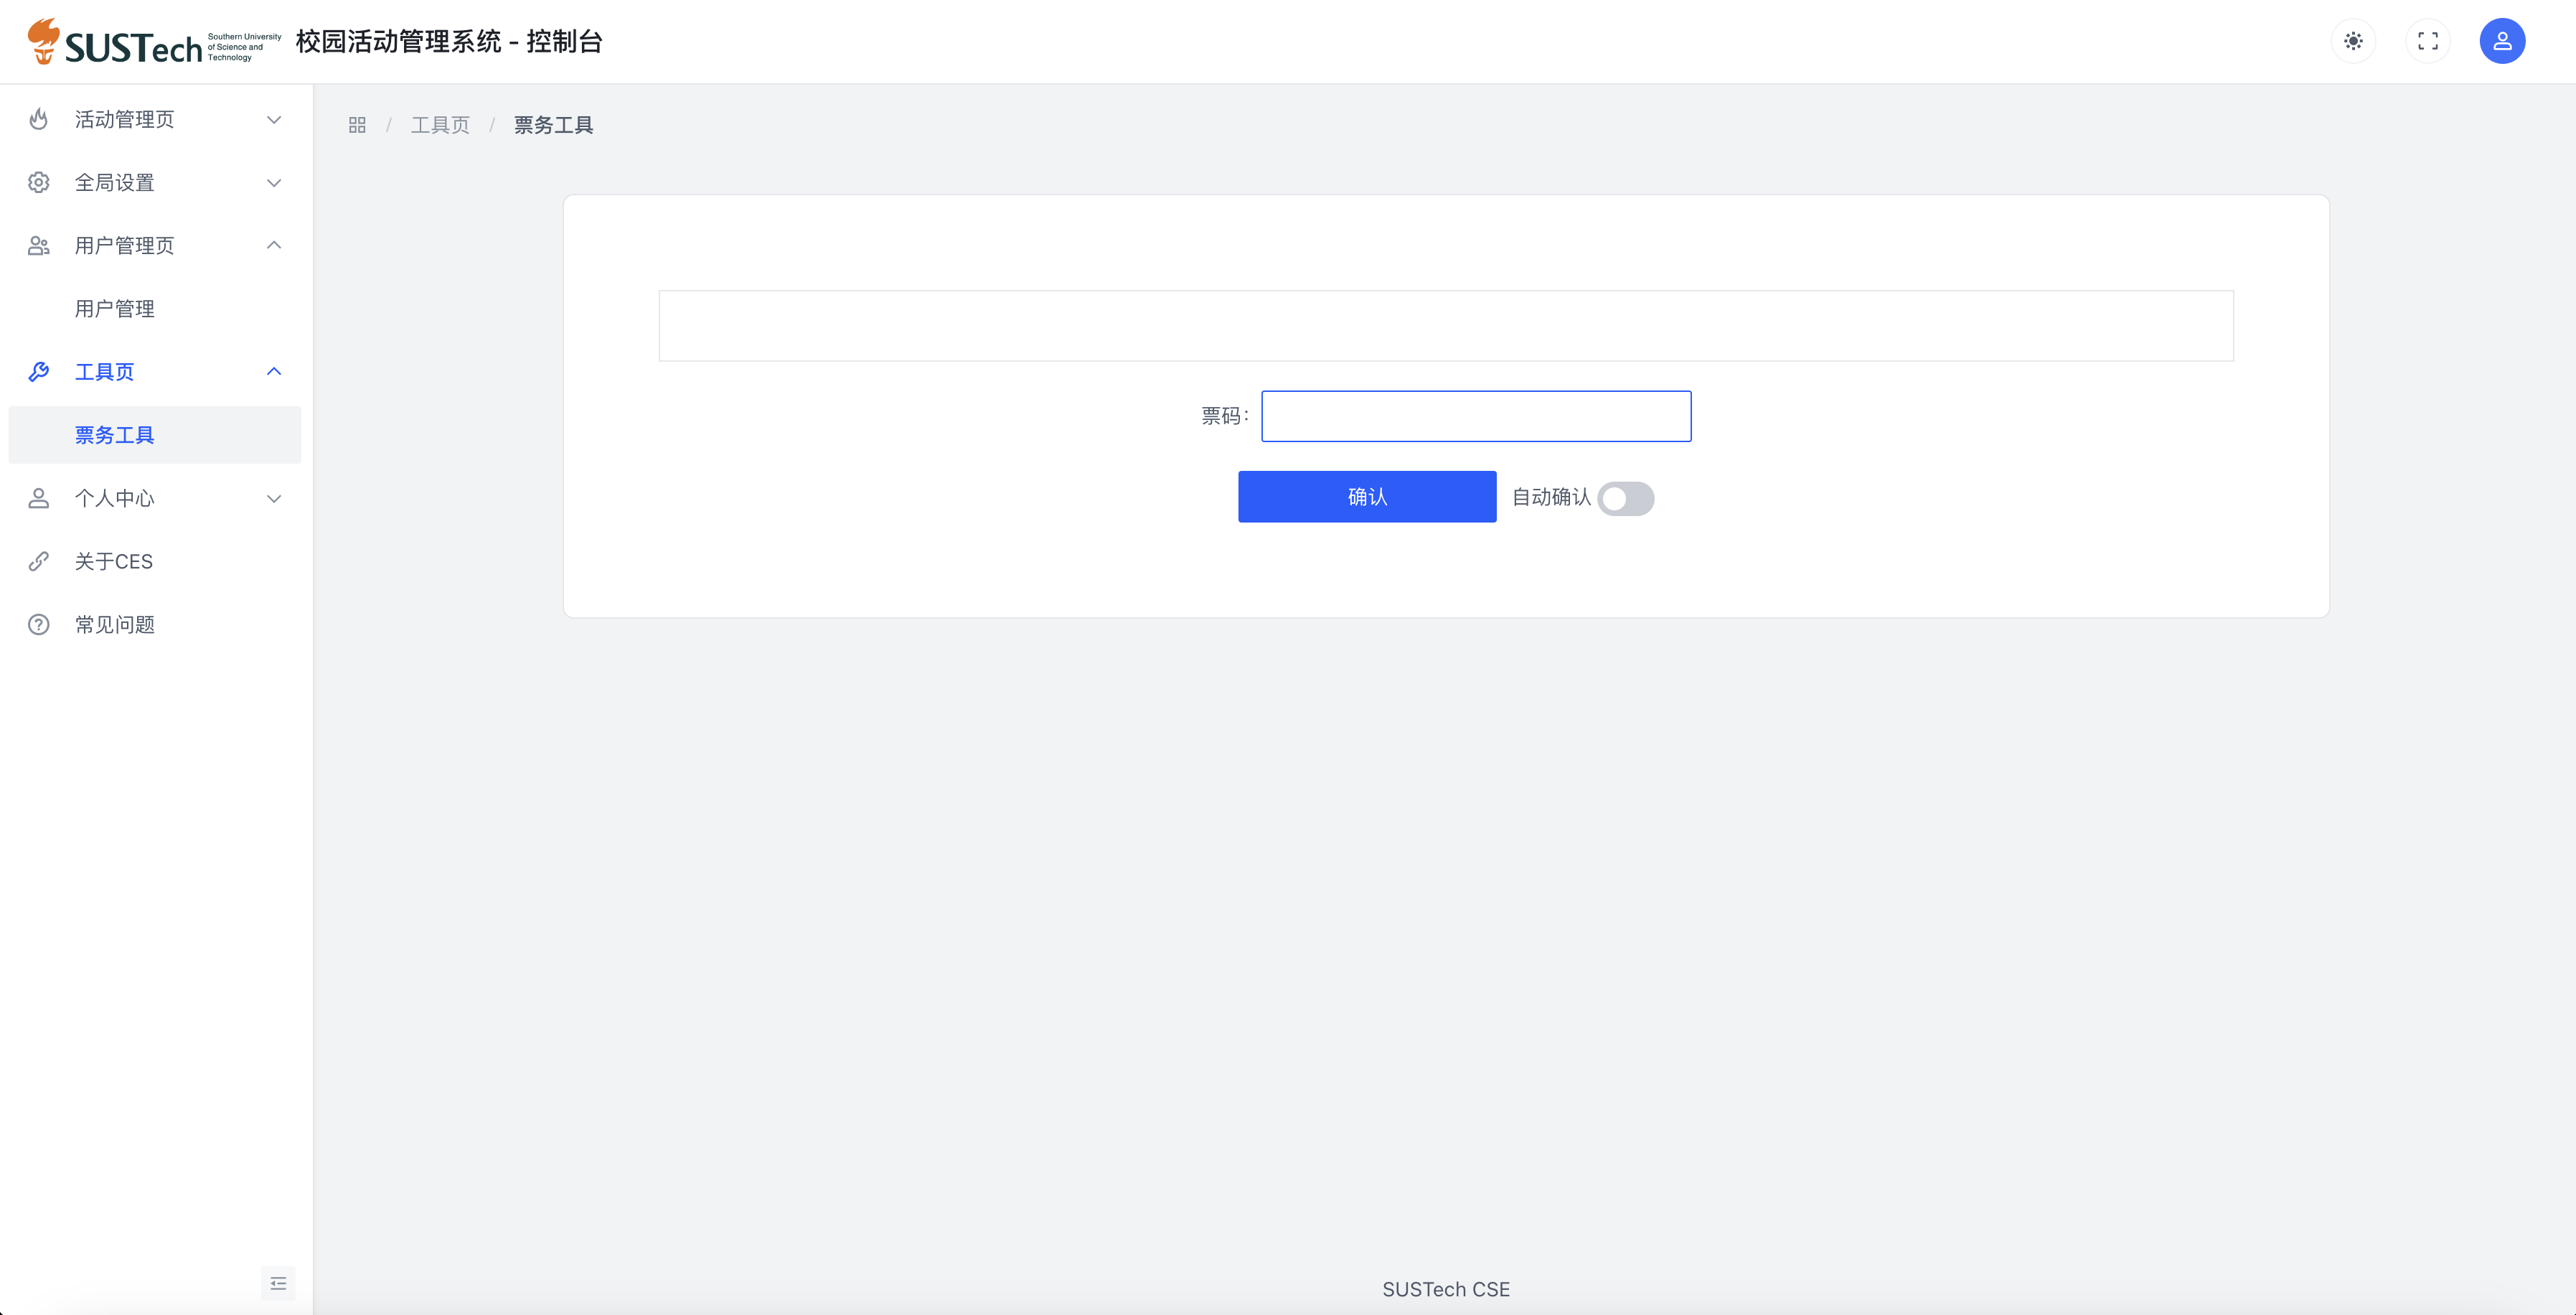 SUSTech
Southern University
of Science and
Technology
校园活动管理系统 - 控制台
活动管理页
全局设置
用户管理页
用户管理
工具页
票务工具
个人中心
关于CES
常见问题
/ 工具页 / 票务工具
票码：
确认
自动确认
SUSTech CSE